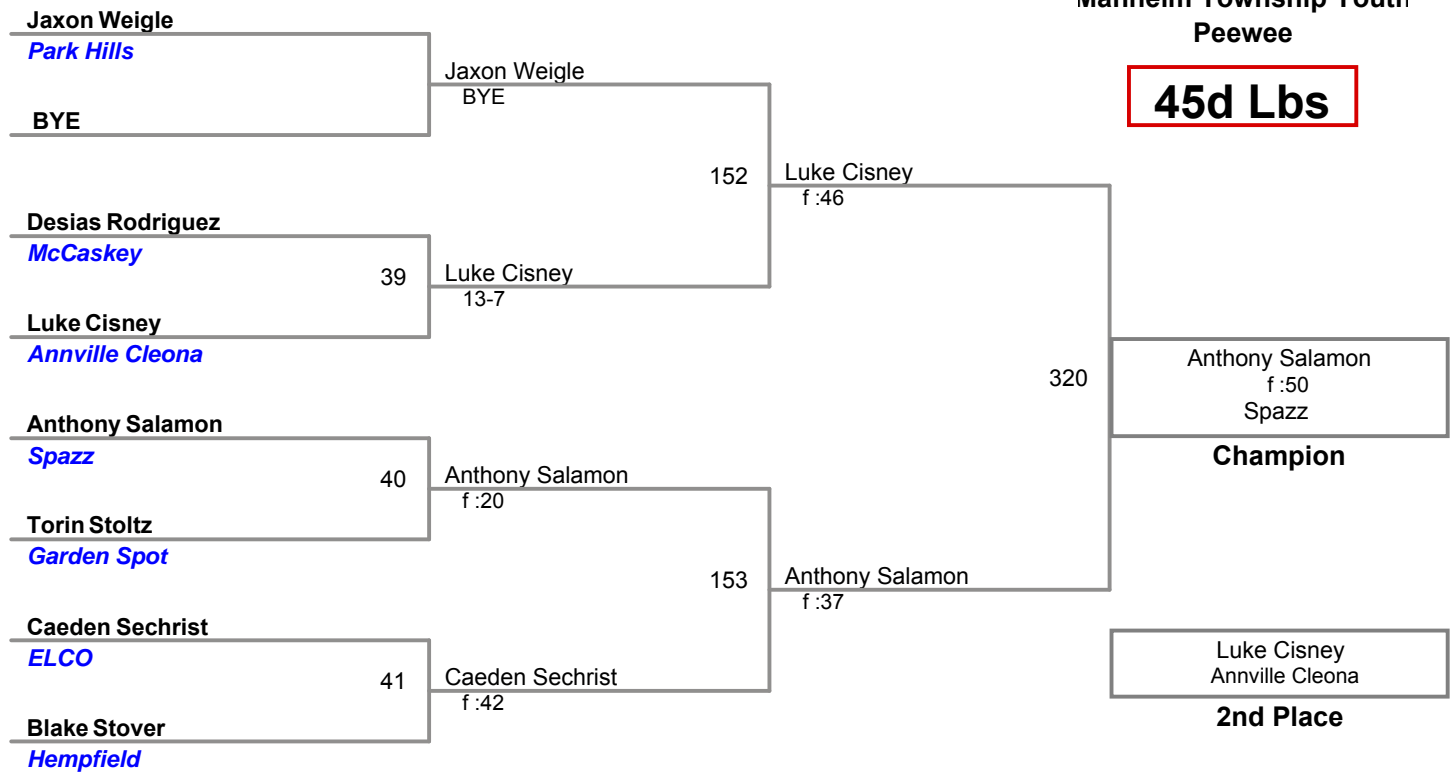 Manheim Township Youth
Peewee
45d Lbs
Jaxon Weigle
Park Hills
BYE
Desias Rodriguez
McCaskey
39
Luke Cisney
Annville Cleona
Anthony Salamon
Spazz
40
Torin Stoltz
Garden Spot
Caeden Sechrist
ELCO
41
Blake Stover
Hempfield
Jaxon Weigle
BYE
152
Luke Cisney
13-7
Anthony Salamon
f :20
153
Caeden Sechrist
f :42
Luke Cisney
f :46
320
Anthony Salamon
f :37
Anthony Salamon
f :50
Spazz
Champion
Luke Cisney
Annville Cleona
2nd Place